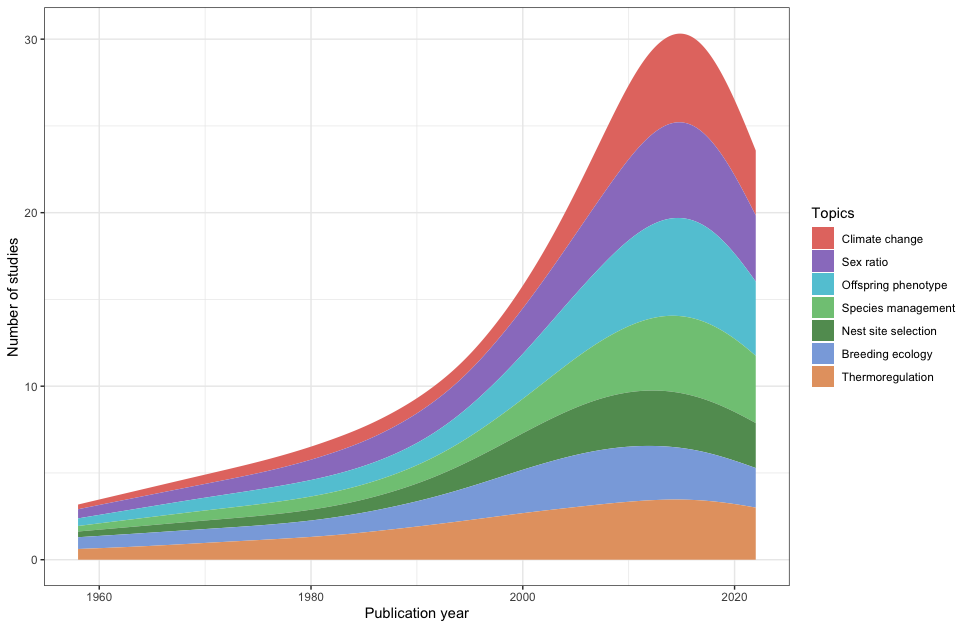 30
20
10
0
Number of studies
1960
1980
2000
2020
Publication year
Topics
Climate change
Sex ratio
Offspring phenotype
Species management
Nest site selection
Breeding ecology
Thermoregulation